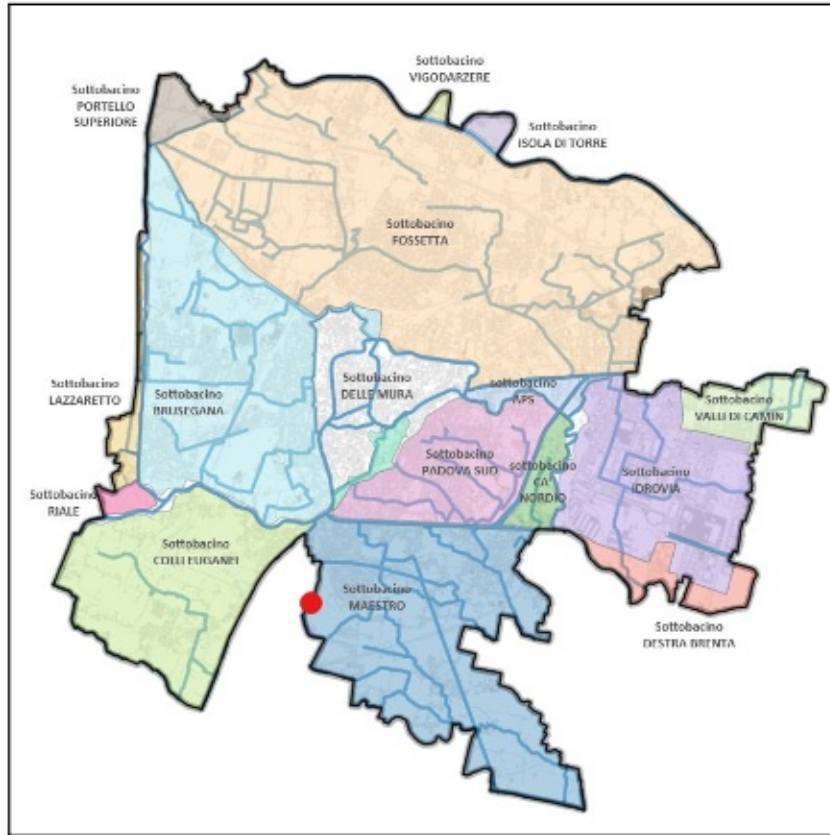 Sottobacino
VIGODARZERE
Sottobacino
PORTELLO
SUPERIORE
Sottobacino
ISOLA DI TORRE
Sottobacino
FOSSETTA
Sottobacino
LAZZARETTO
Sottobacino
BRUSEGANA
Sottobacino
DELLE MURA
sottobacino
APS
Sottobacino
VALLI DI CAMIN
Sottobacino
PADOVA SUD
sottobacino
CA'
NORDIO
Sottobacino
IDROVIA
Sottobacino
RIALE
Sottobacino
COLLI EUGANEI
Sottobacino
MAESTRO
Sottobacino
DESTRA BRENTA